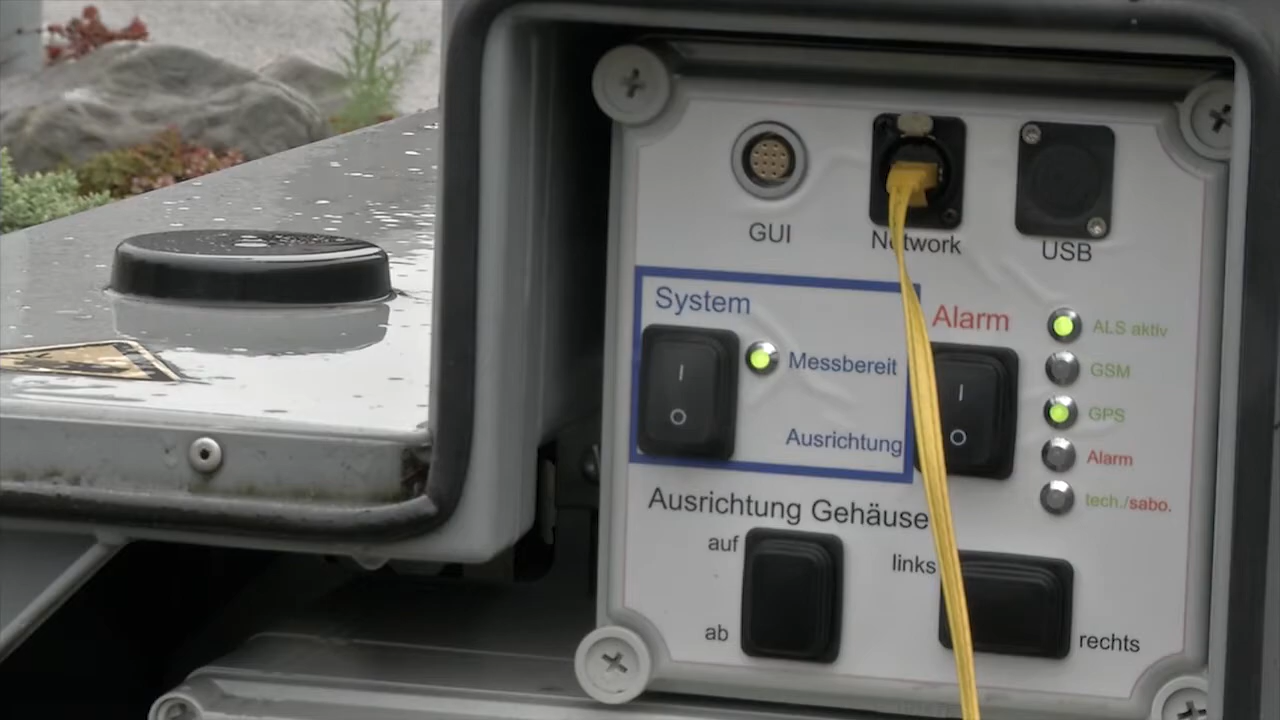 GUI
Network
USB
System
Alarm
I
O
Messbereit
Ausrichtung
I
O
ALS aktiv
GSM
GPS
Alarm
tech./sabo.
Ausrichtung Gehäuse
auf
ab
links
rechts